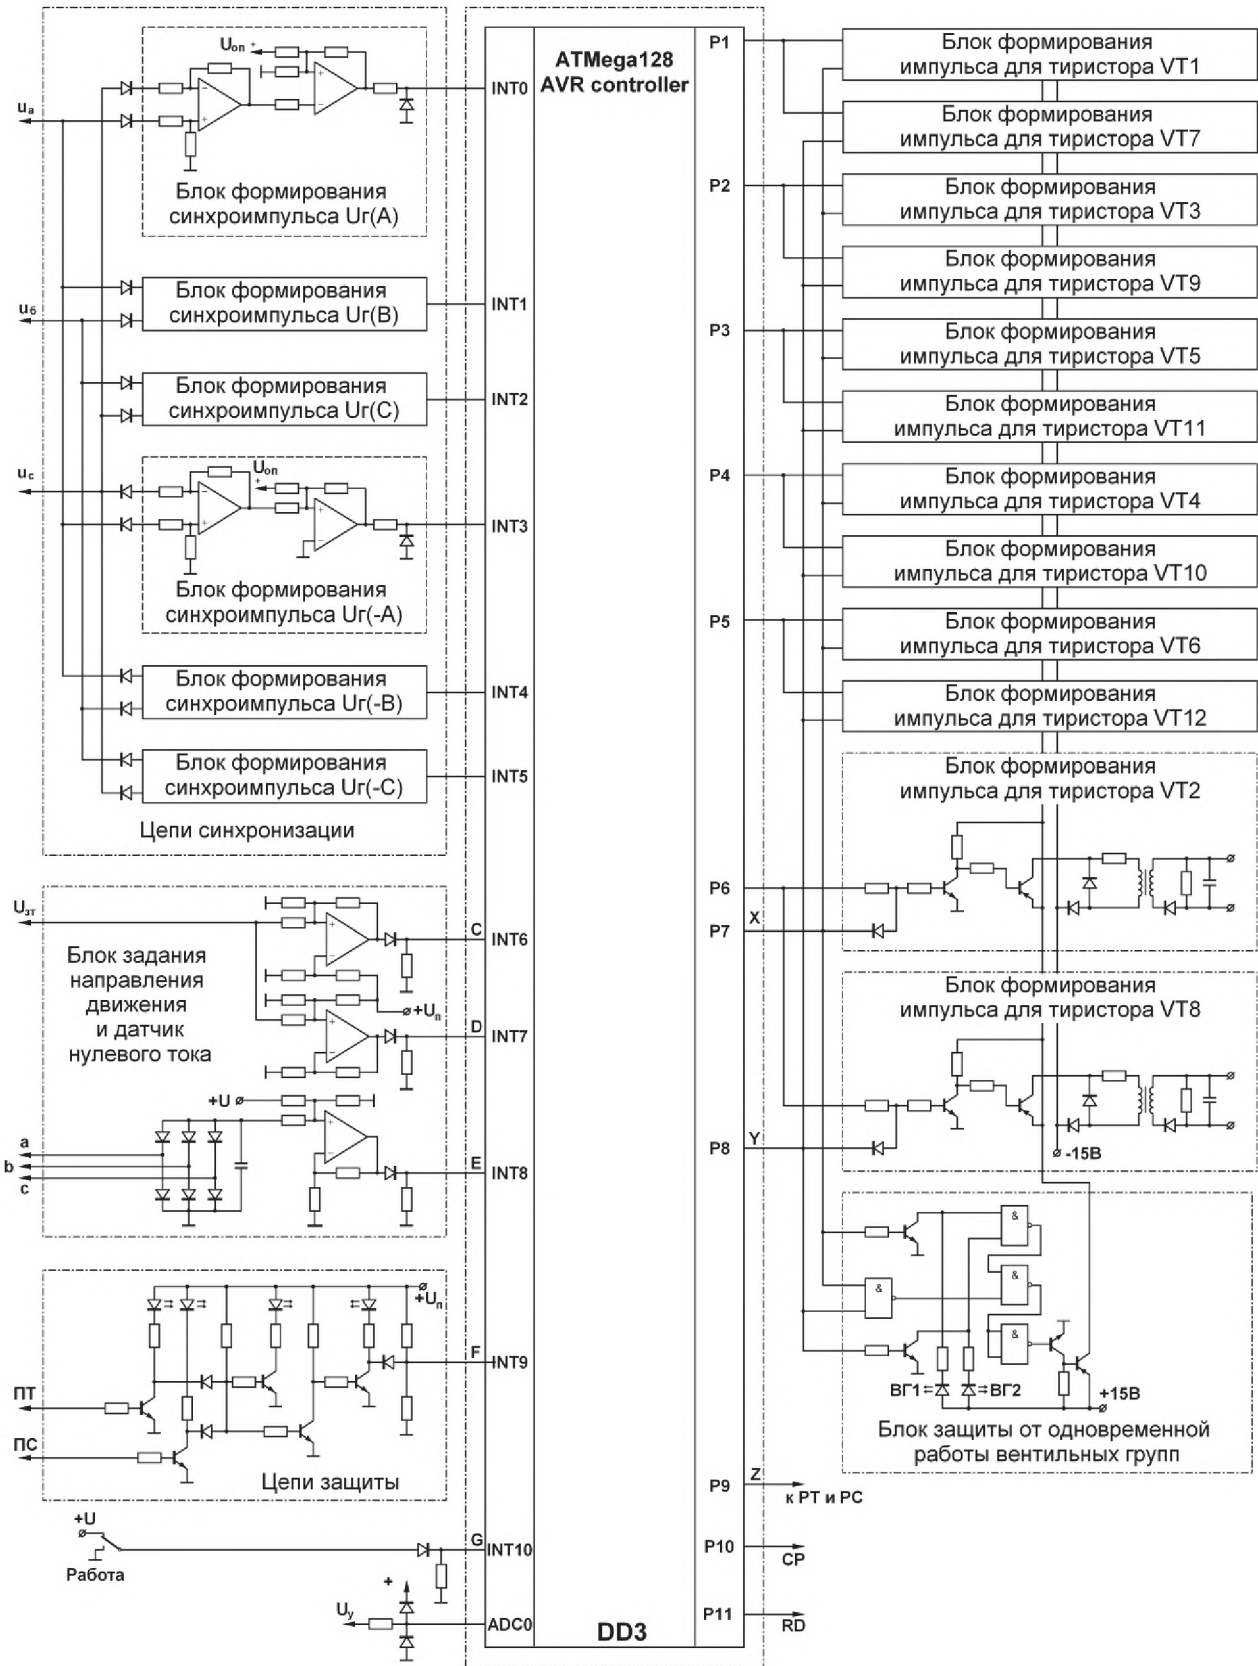 Uоп
+
uа
Блок формирования
синхроимпульса Uг(А)
Блок формирования
синхроимпульса Uг(В)
uб
Блок формирования
синхроимпульса Uг(С)
Uоп
+
uс
Блок формирования
синхроимпульса Uг(-А)
Блок формирования
синхроимпульса Uг(-В)
Блок формирования
синхроимпульса Uг(-С)
Цепи синхронизации
Uзт
Блок задания
направления
движения
и датчик
нулевого тока
+Uп
+U
a
b
c
+Uп
ПТ
ПС
Цепи защиты
+U
Работа
+
Uу
C
D
E
F
G
ATMega128
AVR controller
INT0
INT1
INT2
INT3
INT4
INT5
INT6
INT7
INT8
INT9
INT10
ADC0
DD3
P1
P2
P3
P4
P5
P6
P7
P8
P9
P10
P11
X
Y
Z
к РТ и РС
CP
RD
Блок формирования
импульса для тиристора VT1
Блок формирования
импульса для тиристора VT7
Блок формирования
импульса для тиристора VT3
Блок формирования
импульса для тиристора VT9
Блок формирования
импульса для тиристора VT5
Блок формирования
импульса для тиристора VT11
Блок формирования
импульса для тиристора VT4
Блок формирования
импульса для тиристора VT10
Блок формирования
импульса для тиристора VT6
Блок формирования
импульса для тиристора VT12
Блок формирования
импульса для тиристора VT2
Блок формирования
импульса для тиристора VT8
-15В
&
&
&
&
ВГ1
ВГ2
+15В
Блок защиты от одновременной
работы вентильных групп